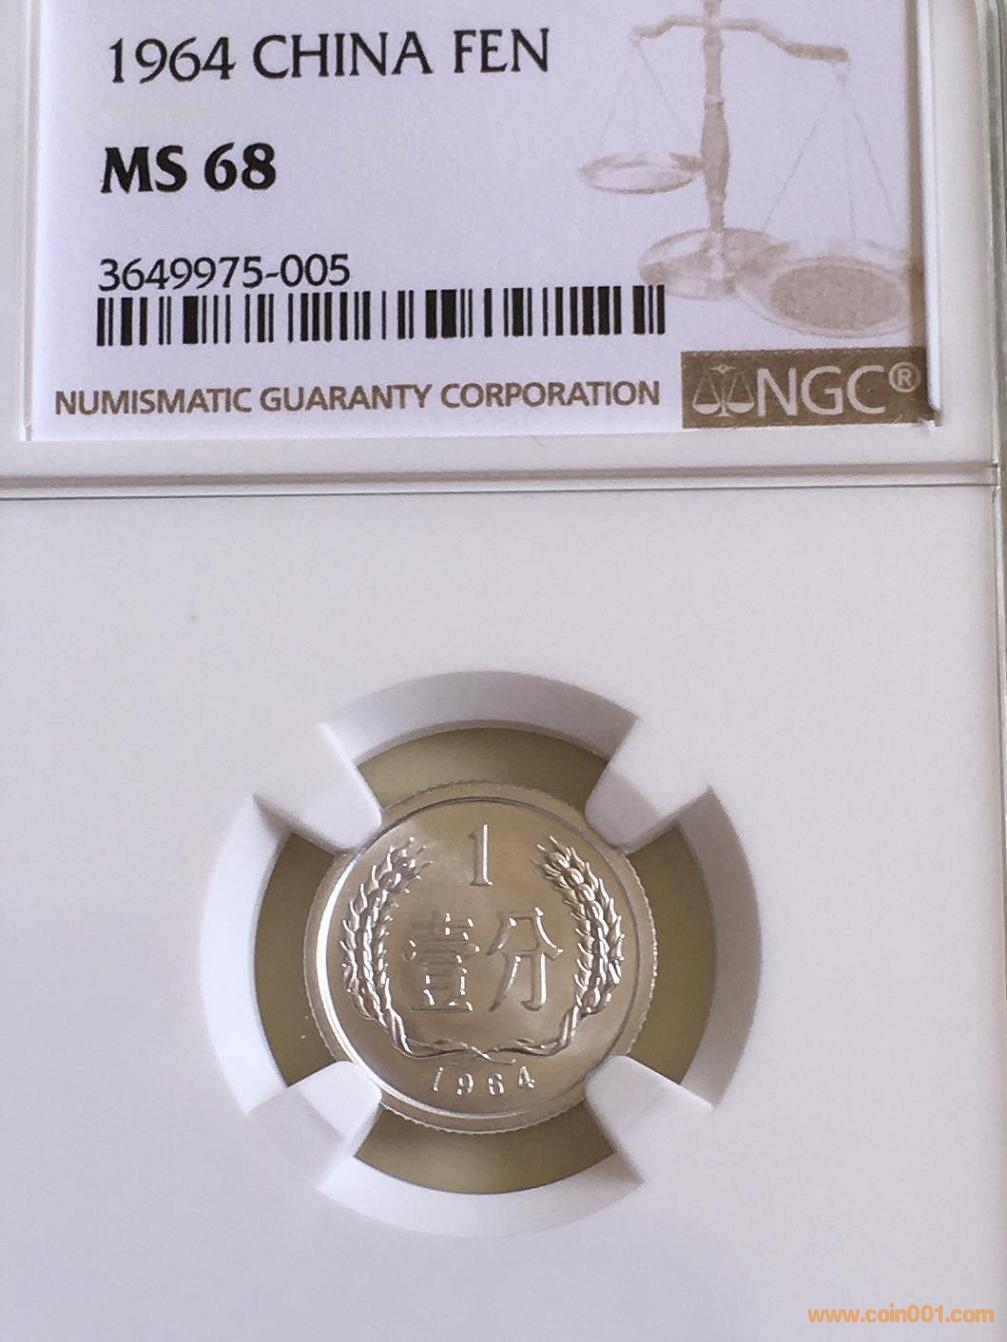 1964 CHINA FEN
MS 68
3649975-005
NUMISMATIC GUARANTY CORPORATION
NGC®
1
壹分
1964
www.coin001.com